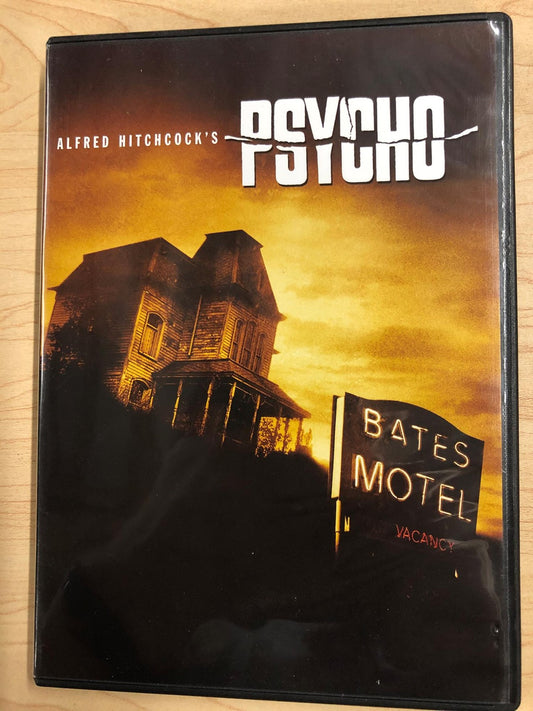 ALFRED HITCHCOCK'S PSYCHO
BATES
MOTEL
VACANCY